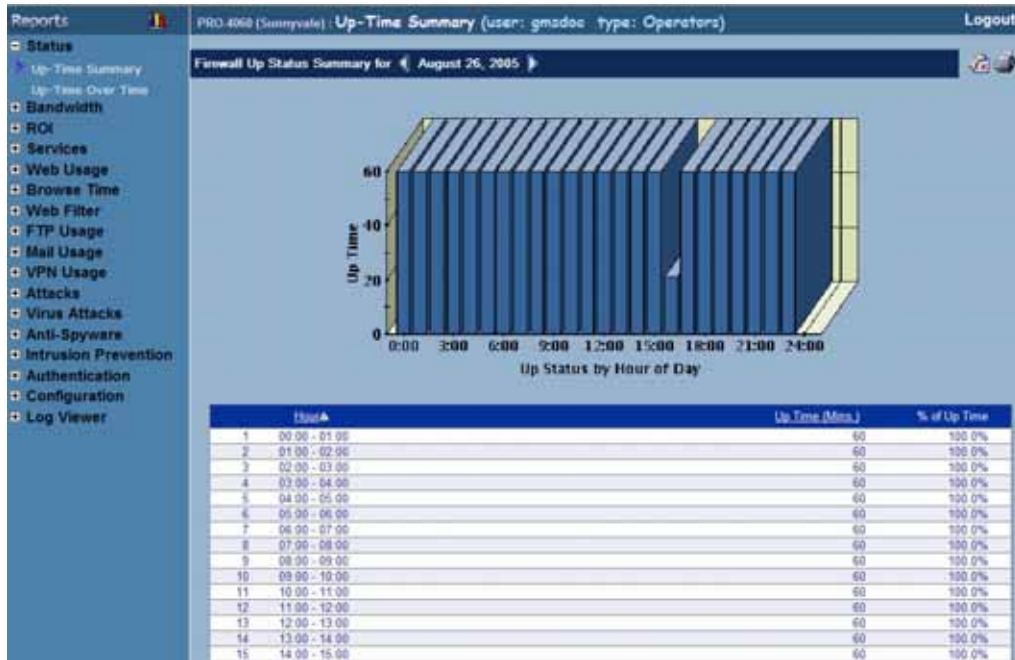 Reports
PRO 4060 (Sunnyvale) : Up-Time Summary (user: gmsdoc type: Operators)
Logout
Status
Up-Time Summary
Up-Time Over Time
Bandwidth
ROI
Services
Web Usage
Browse Time
Web Filter
FTP Usage
Mail Usage
VPN Usage
Attacks
Virus Attacks
Anti-Spyware
Intrusion Prevention
Authentication
Configuration
Log Viewer
Firewall Up Status Summary for August 26, 2005
Up Time
60
40
20
0
0:00 3:00 6:00 9:00 12:00 15:00 18:00 21:00 24:00
Up Status by Hour of Day
Hour Up Time (Mins.) % of Up Time
1 00:00 - 01:00 60 100.0%
2 01:00 - 02:00 60 100.0%
3 02:00 - 03:00 60 100.0%
4 03:00 - 04:00 60 100.0%
5 04:00 - 05:00 60 100.0%
6 05:00 - 06:00 60 100.0%
7 06:00 - 07:00 60 100.0%
8 07:00 - 08:00 60 100.0%
9 08:00 - 09:00 60 100.0%
10 09:00 - 10:00 60 100.0%
11 10:00 - 11:00 60 100.0%
12 11:00 - 12:00 60 100.0%
13 12:00 - 13:00 60 100.0%
14 13:00 - 14:00 60 100.0%
15 14:00 - 15:00 60 100.0%